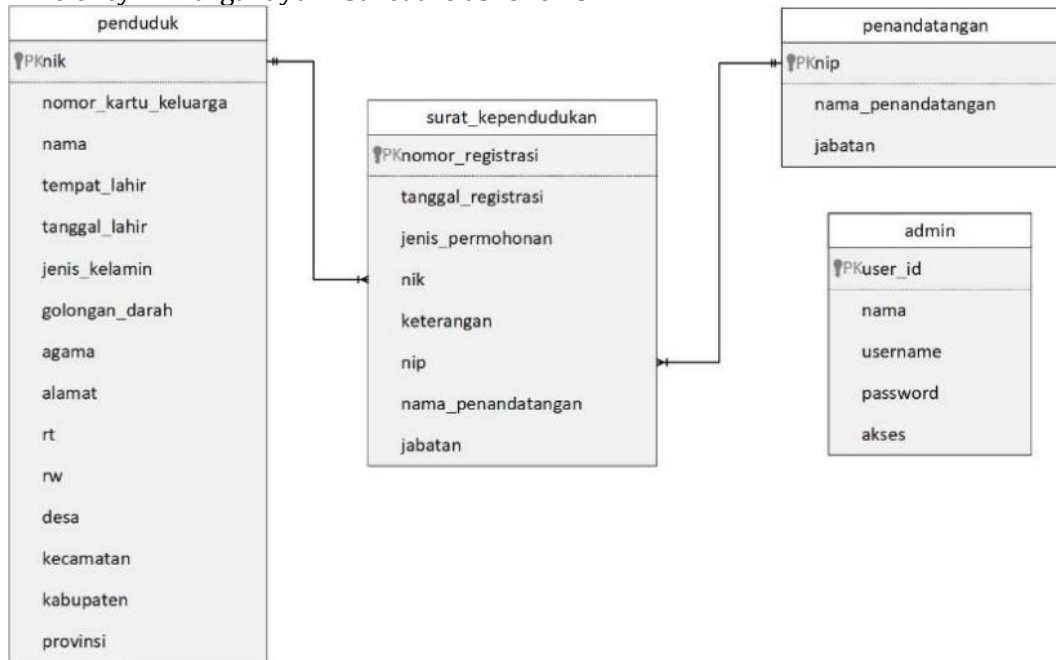 penduduk
PKnik
nomor_kartu_keluarga
nama
tempat_lahir
tanggal_lahir
jenis_kelamin
golongan_darah
agama
alamat
rt
rw
desa
kecamatan
kabupaten
provinsi
surat_kependudukan
PKnomor_registrasi
tanggal_registrasi
jenis_permohonan
nik
keterangan
nip
nama_penandatangan
jabatan
penandatangan
PKnip
nama_penandatangan
jabatan
admin
PKuser_id
nama
username
password
akses